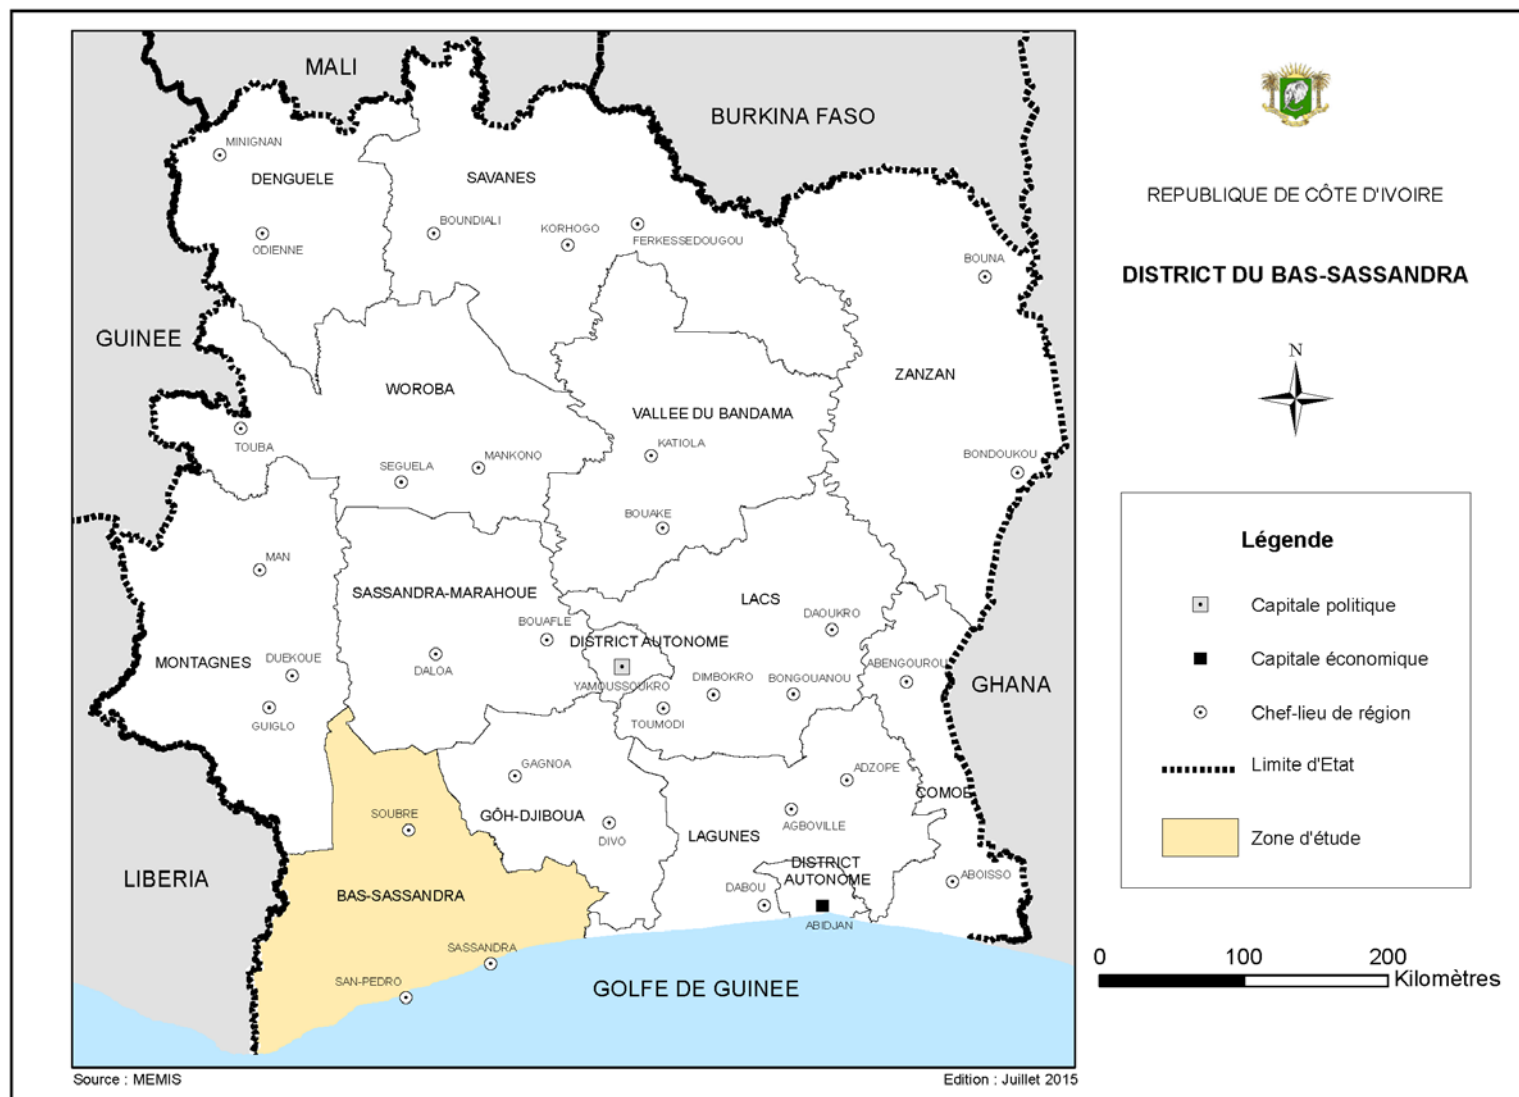 MALI
BURKINA FASO
MINIGNAN
DENGUELE
SAVANES
BOUNDIALI
KORHOGO
FERKESSEDOUGOU
ODIENNE
BOUNA
GUINEE
WOROBA
ZANZAN
VALLEE DU BANDAMA
TOUBA
KATIOLA
SEGUELA
MANKONO
BONDOUKOU
BOUAKE
MAN
SASSANDRA-MARAHOUE
LACS
DAOUKRO
BOUAFLE
DISTRICT AUTONOME
MONTAGNES
DUEKOUE
DALOA
YAMOUSSOUKRO
DIMBOKRO
BONGOUANOU
ABENGOUROU
GHANA
GUIGLO
TOUMODI
GAGNOA
ADZOPE
COMOE
SOUBRE
GÔH-DJIBOUA
DIVO
LAGUNES
AGBOVILLE
LIBERIA
DISTRICT
AUTONOME
ABOISSO
BAS-SASSANDRA
DABOU
ABIDJAN
SASSANDRA
SAN-PEDRO
GOLFE DE GUINEE
Source : MEMIS
Edition : Juillet 2015
REPUBLIQUE DE CÔTE D'IVOIRE
DISTRICT DU BAS-SASSANDRA
N
Légende
Capitale politique
Capitale économique
Chef-lieu de région
Limite d'Etat
Zone d'étude
0 100 200
Kilomètres